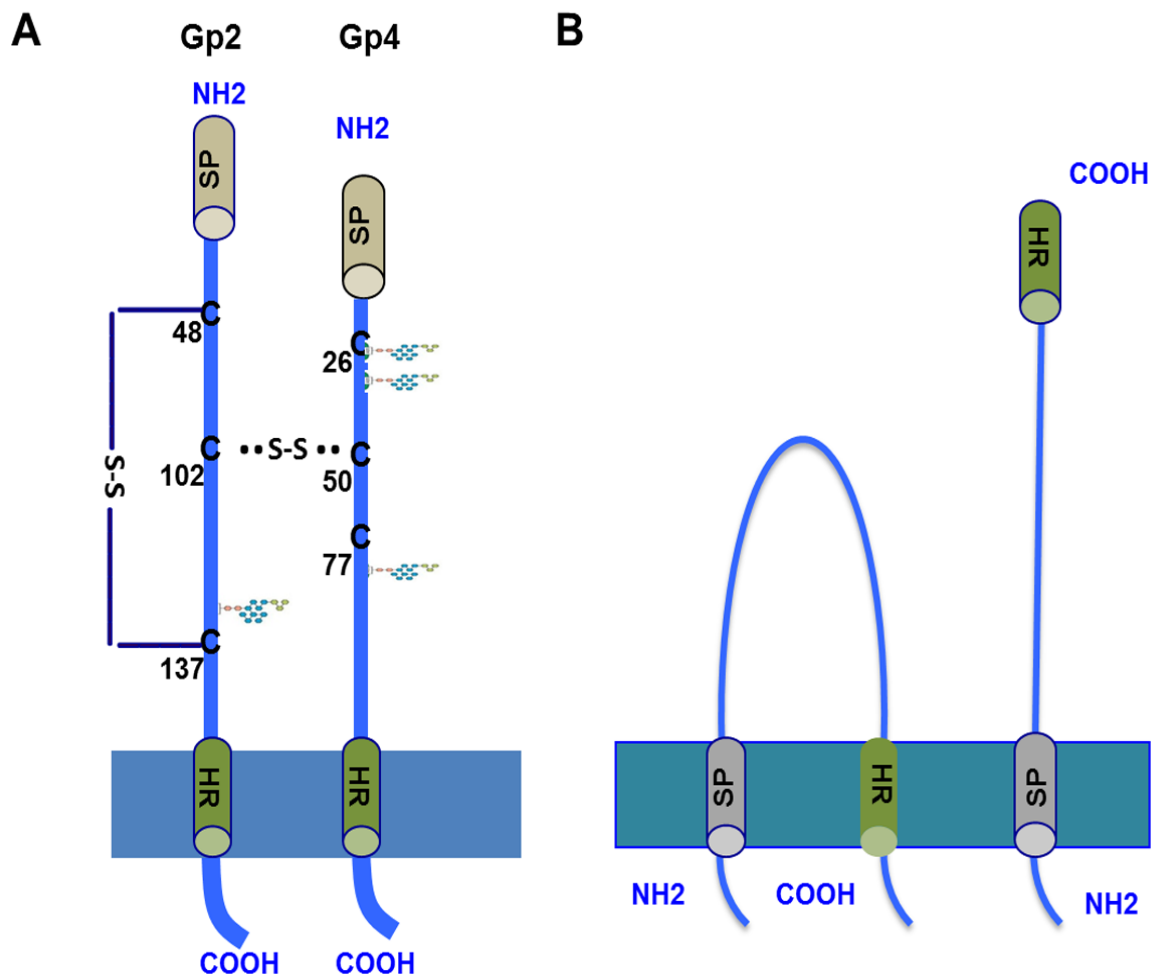 A
B
Gp2
Gp4
NH2
NH2
SP
SP
COOH
HR
C
48
C
26
S-S
C
102
••S-S••
C
50
C
77
C
137
HR
HR
SP
HR
SP
COOH
COOH
NH2
COOH
NH2